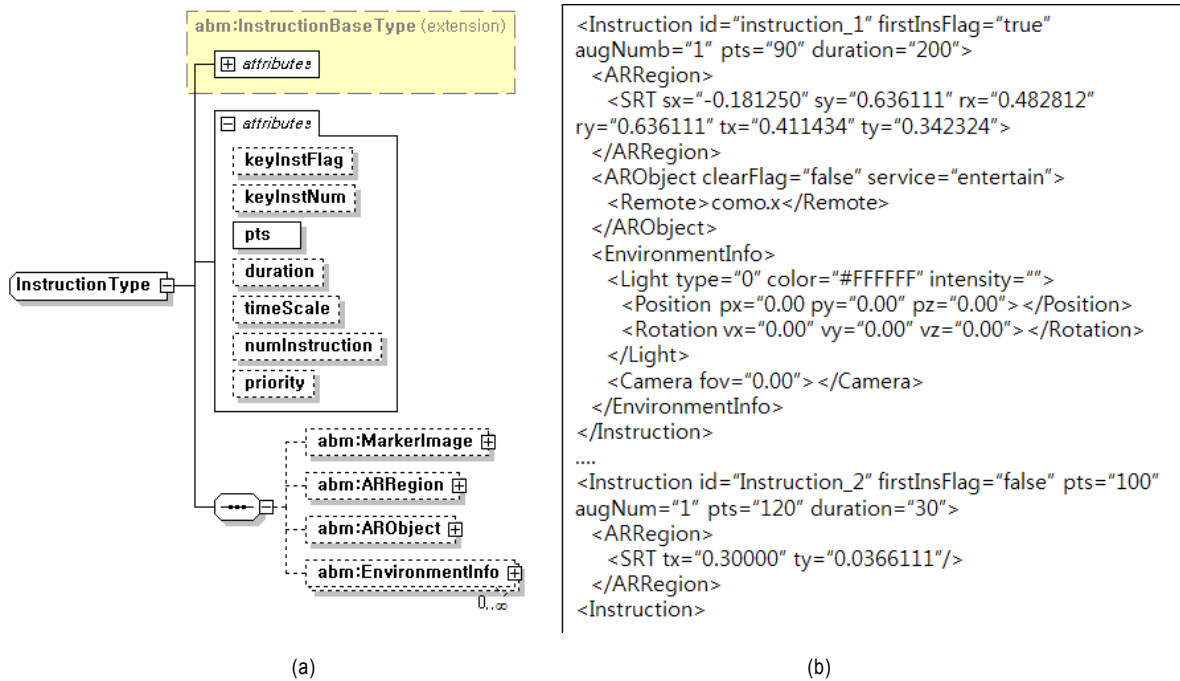 abm:InstructionBaseType (extension)
attributes
attributes
keyInstFlag
keyInstNum
pts
duration
timeScale
numInstruction
priority
InstructionType
abm:MarkerImage
abm:ARRegion
abm:ARObject
abm:EnvironmentInfo
0..∞
(a)
<Instruction id=“instruction_1” firstInsFlag=“true”
augNumb=“1” pts=“90” duration=“200”>
<ARRegion>
<SRT sx=“-0.181250” sy=“0.636111” rx=“0.482812”
ry=“0.636111” tx=“0.411434” ty=“0.342324”>
</ARRegion>
<ARObject clearFlag=“false” service=“entertain”>
<Remote>como.x</Remote>
</ARObject>
<EnvironmentInfo>
<Light type=“0” color=“#FFFFFF” intensity=“”>
<Position px=“0.00 py=“0.00” pz=“0.00”></Position>
<Rotation vx=“0.00” vy=“0.00” vz=“0.00”></Rotation>
</Light>
<Camera fov=“0.00”></Camera>
</EnvironmentInfo>
</Instruction>
....
<Instruction id=“Instruction_2” firstInsFlag=“false” pts=“100”
augNum=“1” pts=“120” duration=“30”>
<ARRegion>
<SRT tx=“0.30000” ty=“0.0366111”/>
</ARRegion>
<Instruction>
(b)